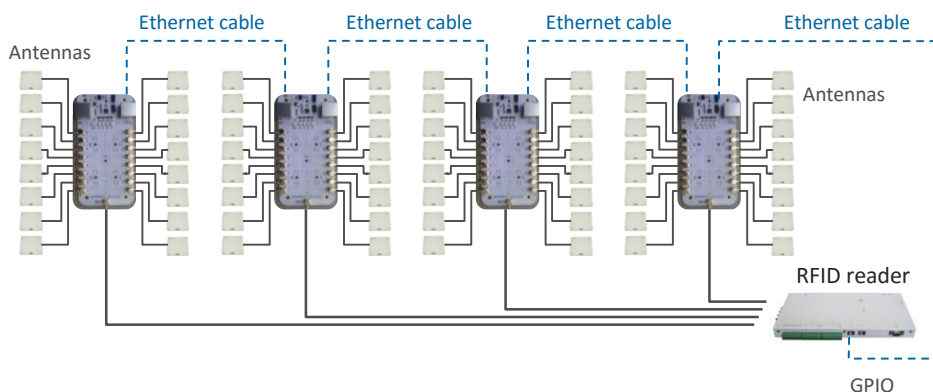 Ethernet cable
Ethernet cable
Ethernet cable
Ethernet cable
Antennas
Antennas
RFID reader
GPIO